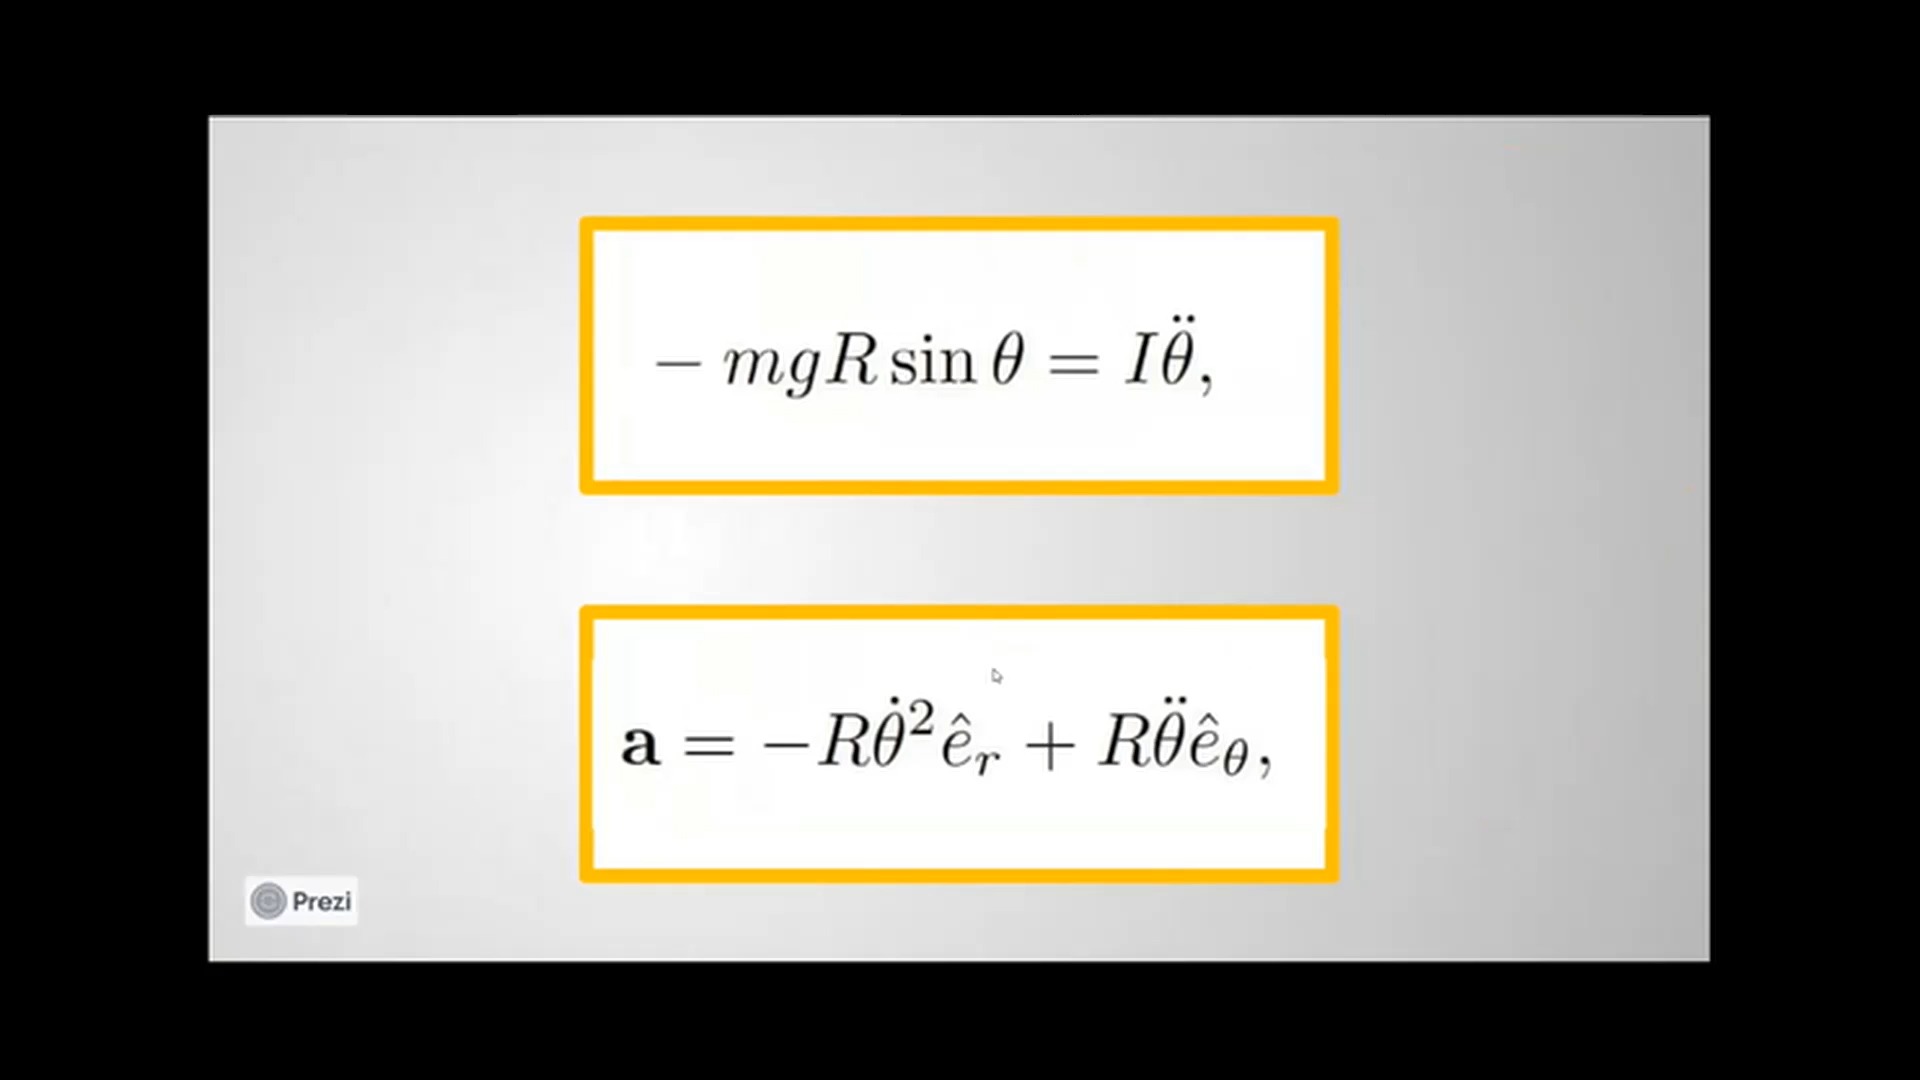 − mgR sin θ = Iθ̈,
𝐚 = −Rθ̇²ê_r + Rθ̈ê_θ,
Prezi